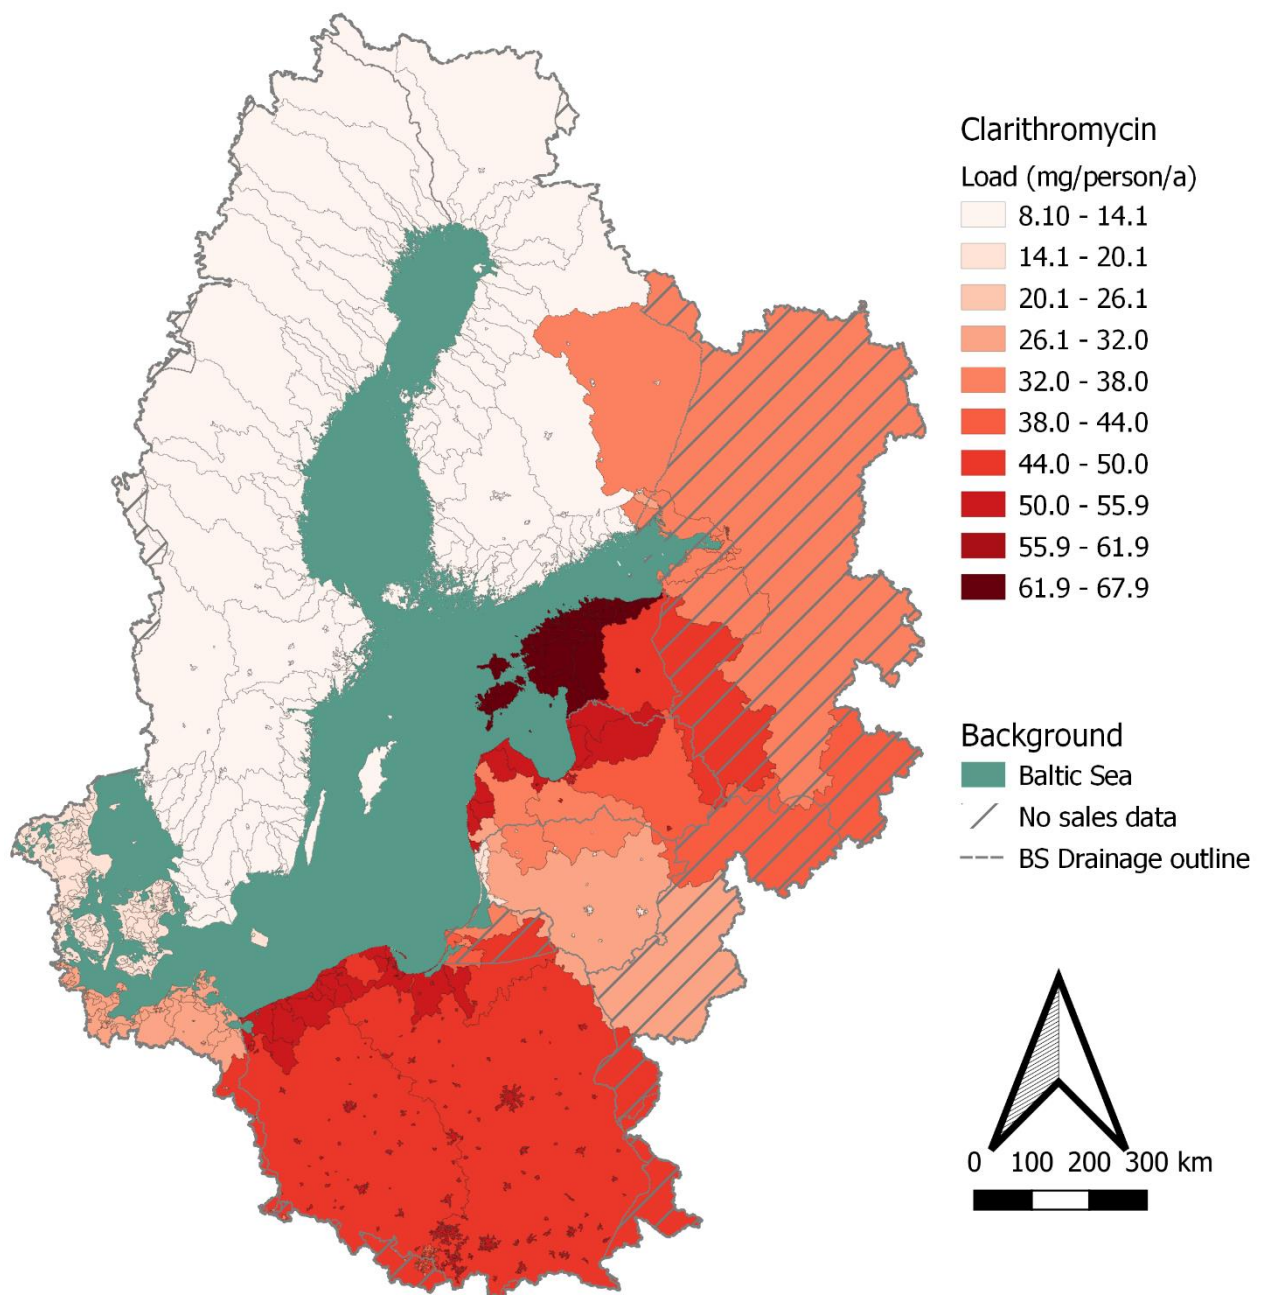 Clarithromycin
Load (mg/person/a)
8.10 - 14.1
14.1 - 20.1
20.1 - 26.1
26.1 - 32.0
32.0 - 38.0
38.0 - 44.0
44.0 - 50.0
50.0 - 55.9
55.9 - 61.9
61.9 - 67.9
Background
Baltic Sea
No sales data
BS Drainage outline
0 100 200 300 km